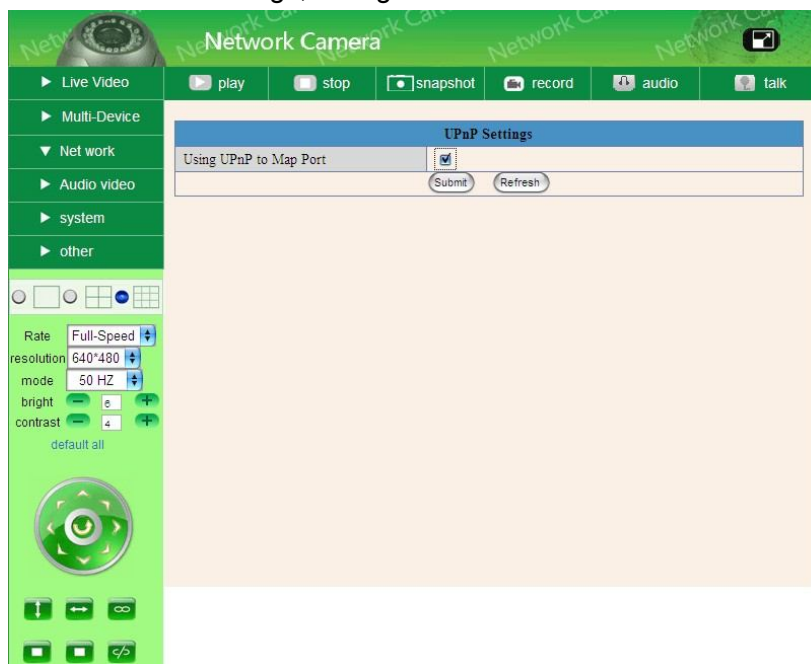 Network Camera
play stop snapshot record audio talk
Live Video
Multi-Device
Net work
Audio video
system
other
UPnP Settings
Using UPnP to Map Port
Submit Refresh
Rate Full-Speed
resolution 640*480
mode 50 HZ
bright 6
contrast 4
default all